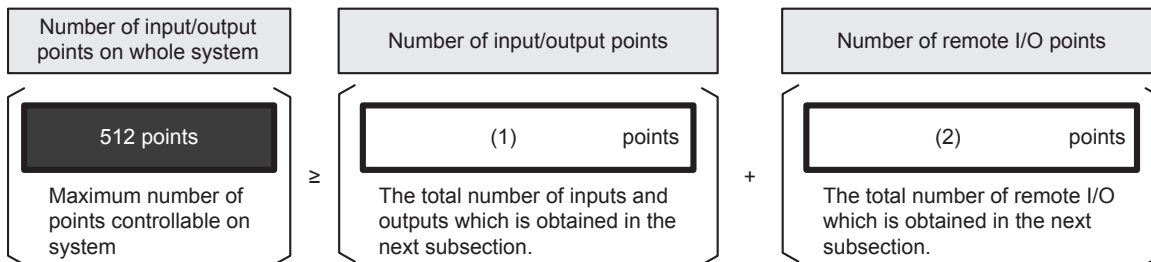 Number of input/output
points on whole system
Number of input/output points
Number of remote I/O points
512 points
≥
(1) points
+
(2) points
Maximum number of
points controllable on
system
The total number of inputs and
outputs which is obtained in the
next subsection.
The total number of remote I/O
which is obtained in the next
subsection.